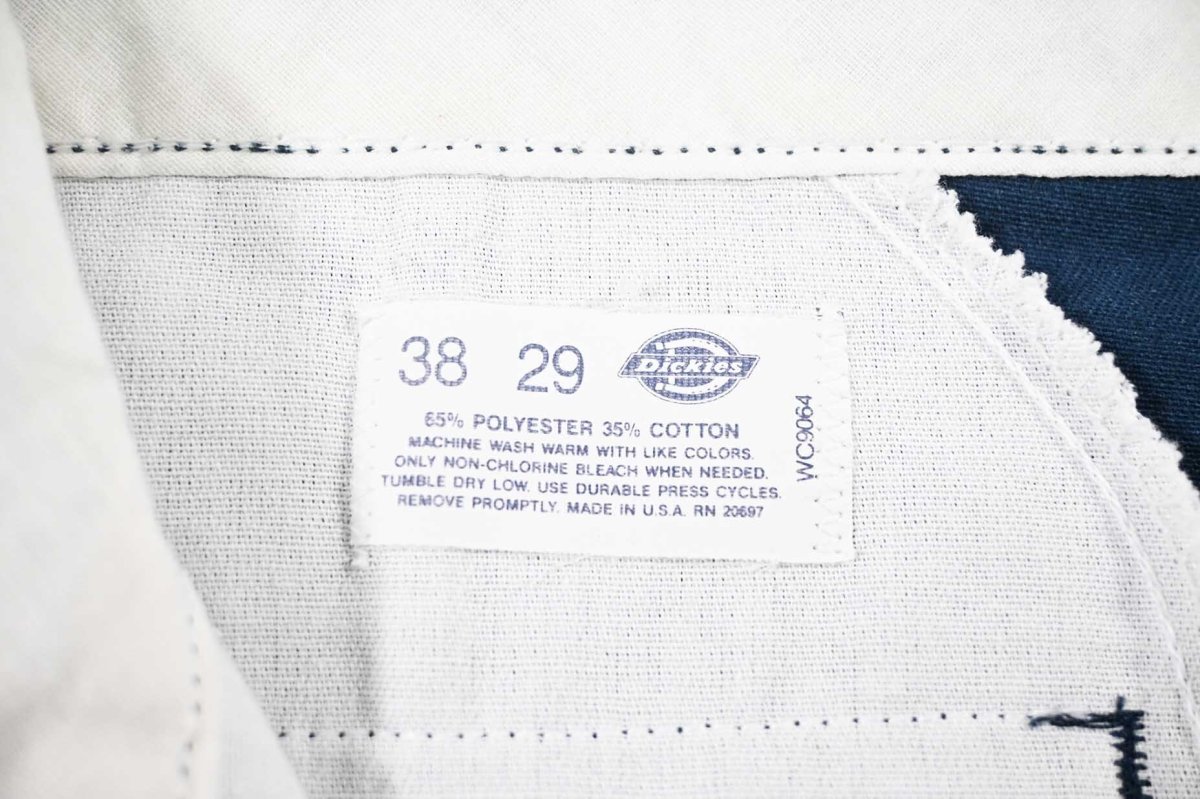 38 29 Dickies
65% POLYESTER 35% COTTON
MACHINE WASH WARM WITH LIKE COLORS.
ONLY NON-CHLORINE BLEACH WHEN NEEDED.
TUMBLE DRY LOW. USE DURABLE PRESS CYCLES.
REMOVE PROMPTLY. MADE IN U.S.A. RN 20697
WC9064